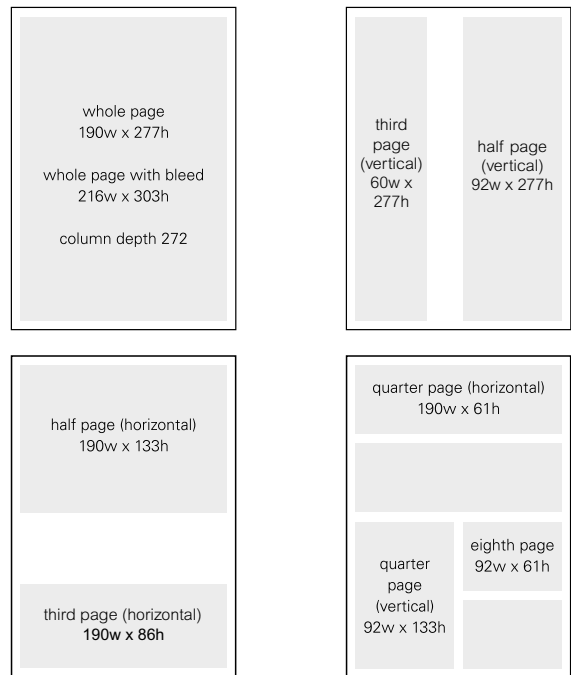 whole page
190w x 277h
whole page with bleed
216w x 303h
column depth 272
third
page
(vertical)
60w x
277h
half page
(vertical)
92w x 277h
half page (horizontal)
190w x 133h
third page (horizontal)
190w x 86h
quarter page (horizontal)
190w x 61h
quarter
page
(vertical)
92w x 133h
eighth page
92w x 61h